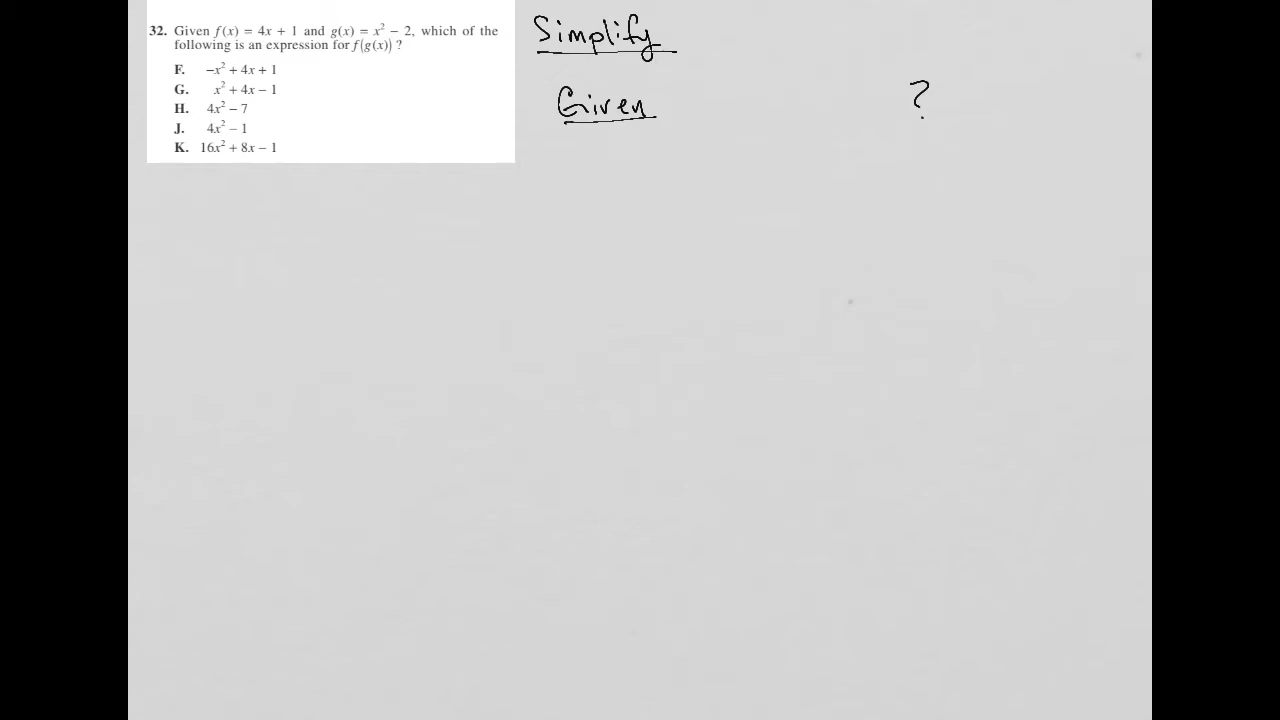 32. Given f(x) = 4x + 1 and g(x) = x² − 2, which of the
following is an expression for f(g(x)) ?
F. −x² + 4x + 1
G. x² + 4x − 1
H. 4x² − 7
J. 4x² − 1
K. 16x² + 8x − 1
Simplify
Given ?